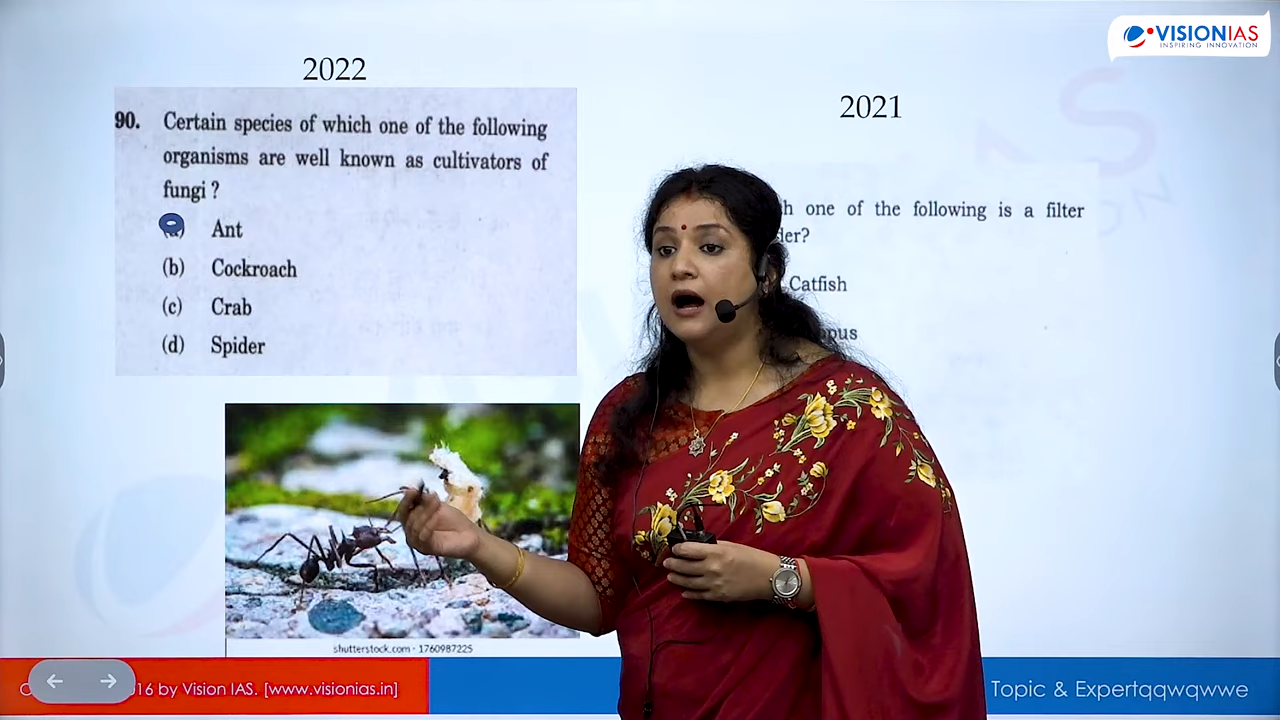 VISIONIAS
INSPIRING INNOVATION
2022
90. Certain species of which one of the following
organisms are well known as cultivators of
fungi ?
Ant
(b) Cockroach
(c) Crab
(d) Spider
shutterstock.com · 1760987225
2021
one of the following is a filter
Catfish
16 by Vision IAS. [www.visionias.in]
Topic & Expertqqwqwwe